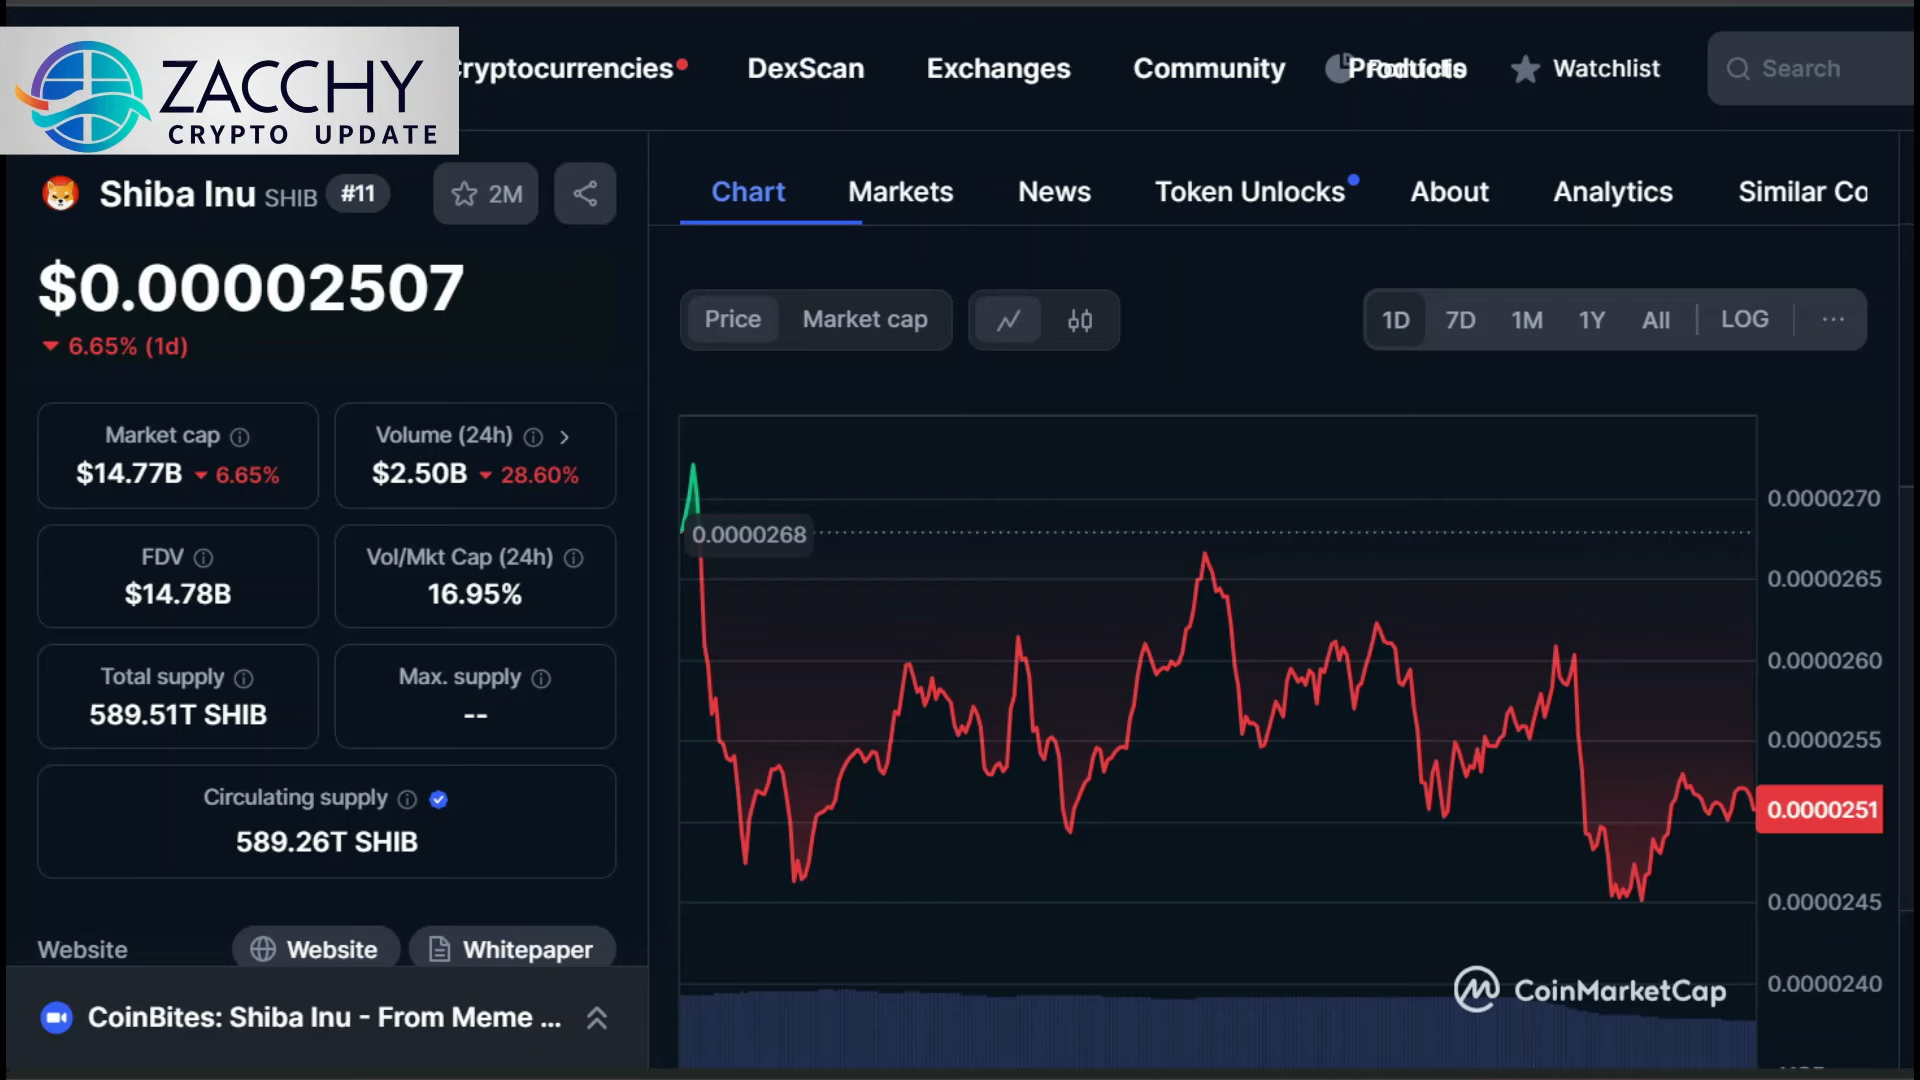 ZACCHY
CRYPTO UPDATE
Cryptocurrencies
DexScan
Exchanges
Community
Products
Watchlist
Search
Shiba Inu SHIB #11
2M
$0.00002507
6.65% (1d)
Market cap
$14.77B 6.65%
Volume (24h)
$2.50B 28.60%
FDV
$14.78B
Vol/Mkt Cap (24h)
16.95%
Total supply
589.51T SHIB
Max. supply
--
Circulating supply
589.26T SHIB
Website
Website
Whitepaper
CoinBites: Shiba Inu - From Meme ...
Chart
Markets
News
Token Unlocks
About
Analytics
Similar Co
Price
Market cap
1D
7D
1M
1Y
All
LOG
...
0.0000268
0.0000270
0.0000265
0.0000260
0.0000255
0.0000251
0.0000245
0.0000240
CoinMarketCap